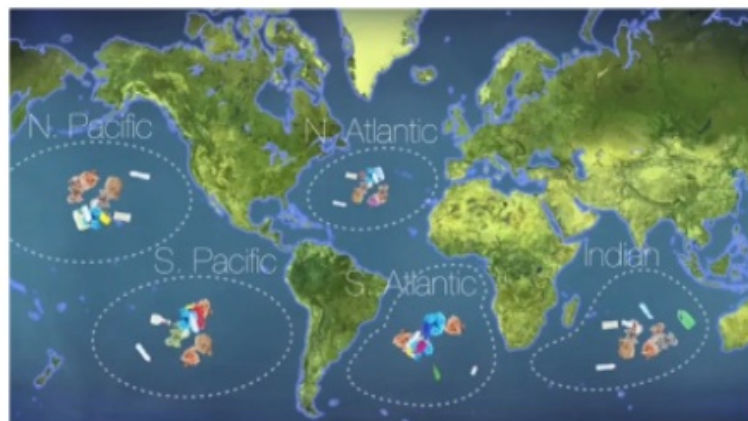 N. Pacific
N. Atlantic
S. Pacific
S. Atlantic
Indian